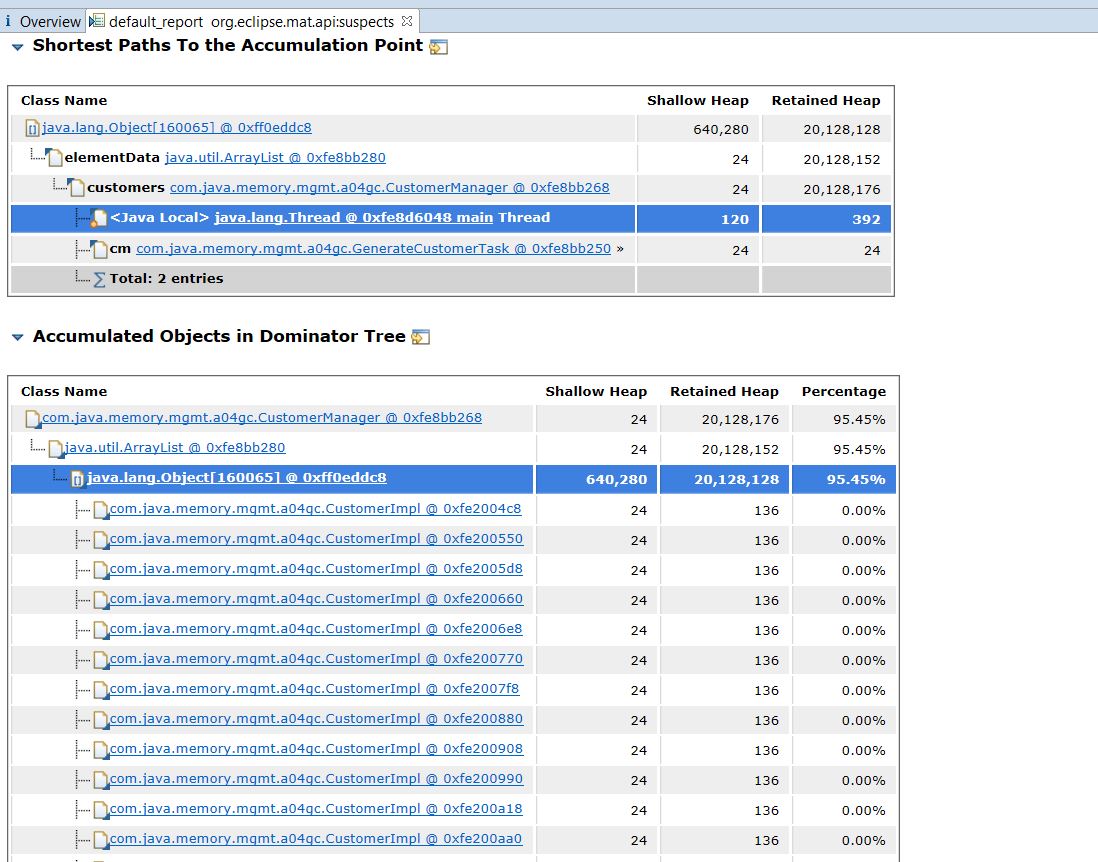 i Overview default_report org.eclipse.mat.api:suspects
Shortest Paths To the Accumulation Point
Class Name Shallow Heap Retained Heap
java.lang.Object[160065] @ 0xff0eddc8 640,280 20,128,128
elementData java.util.ArrayList @ 0xfe8bb280 24 20,128,152
customers com.java.memory.mgmt.a04gc.CustomerManager @ 0xfe8bb268 24 20,128,176
<Java Local> java.lang.Thread @ 0xfe8d6048 main Thread 120 392
cm com.java.memory.mgmt.a04gc.GenerateCustomerTask @ 0xfe8bb250 » 24 24
Total: 2 entries
Accumulated Objects in Dominator Tree
Class Name Shallow Heap Retained Heap Percentage
com.java.memory.mgmt.a04gc.CustomerManager @ 0xfe8bb268 24 20,128,176 95.45%
java.util.ArrayList @ 0xfe8bb280 24 20,128,152 95.45%
java.lang.Object[160065] @ 0xff0eddc8 640,280 20,128,128 95.45%
com.java.memory.mgmt.a04gc.CustomerImpl @ 0xfe2004c8 24 136 0.00%
com.java.memory.mgmt.a04gc.CustomerImpl @ 0xfe200550 24 136 0.00%
com.java.memory.mgmt.a04gc.CustomerImpl @ 0xfe2005d8 24 136 0.00%
com.java.memory.mgmt.a04gc.CustomerImpl @ 0xfe200660 24 136 0.00%
com.java.memory.mgmt.a04gc.CustomerImpl @ 0xfe2006e8 24 136 0.00%
com.java.memory.mgmt.a04gc.CustomerImpl @ 0xfe200770 24 136 0.00%
com.java.memory.mgmt.a04gc.CustomerImpl @ 0xfe2007f8 24 136 0.00%
com.java.memory.mgmt.a04gc.CustomerImpl @ 0xfe200880 24 136 0.00%
com.java.memory.mgmt.a04gc.CustomerImpl @ 0xfe200908 24 136 0.00%
com.java.memory.mgmt.a04gc.CustomerImpl @ 0xfe200990 24 136 0.00%
com.java.memory.mgmt.a04gc.CustomerImpl @ 0xfe200a18 24 136 0.00%
com.java.memory.mgmt.a04gc.CustomerImpl @ 0xfe200aa0 24 136 0.00%